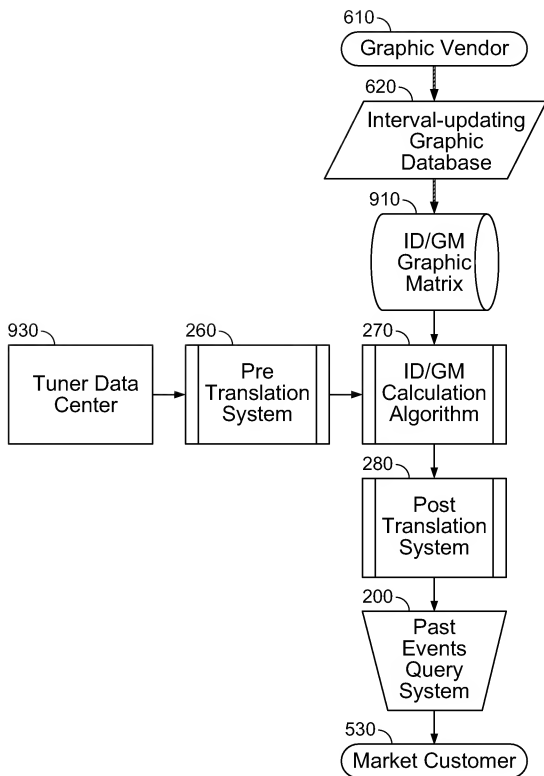 610
Graphic Vendor
620
Interval-updating
Graphic
Database
910
ID/GM
Graphic
Matrix
930
Tuner Data
Center
260
Pre
Translation
System
270
ID/GM
Calculation
Algorithm
280
Post
Translation
System
200
Past
Events
Query
System
530
Market Customer